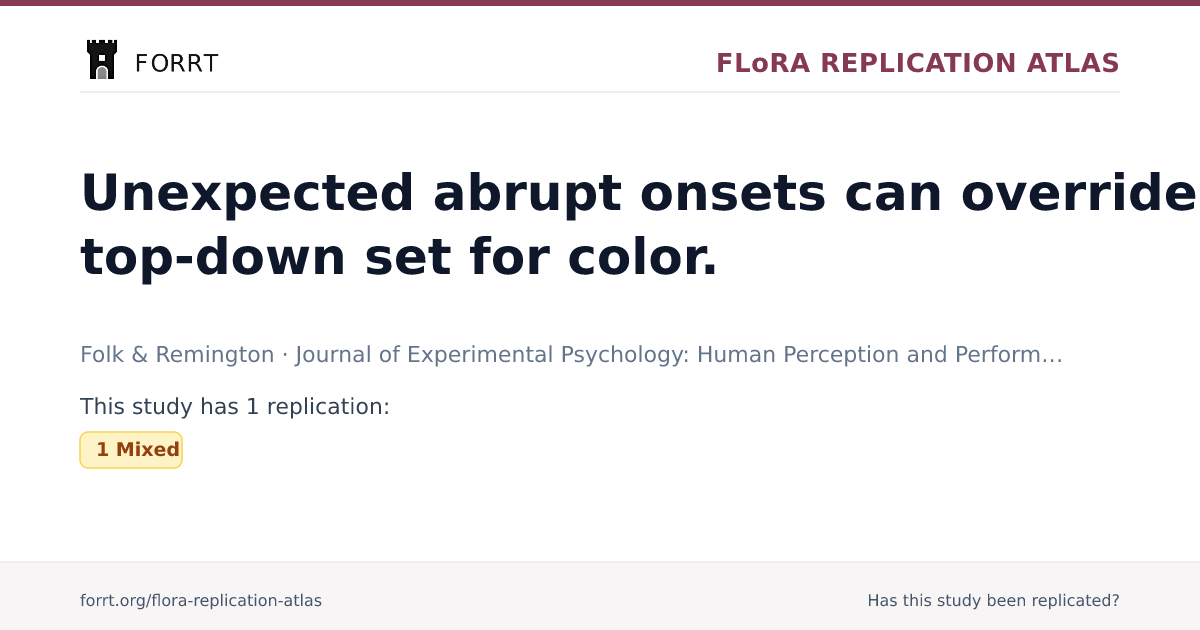 FORRT
FLoRA REPLICATION ATLAS
Unexpected abrupt onsets can override
top-down set for color.
Folk & Remington · Journal of Experimental Psychology: Human Perception and Perform…
This study has 1 replication:
1 Mixed
forrt.org/flora-replication-atlas
Has this study been replicated?